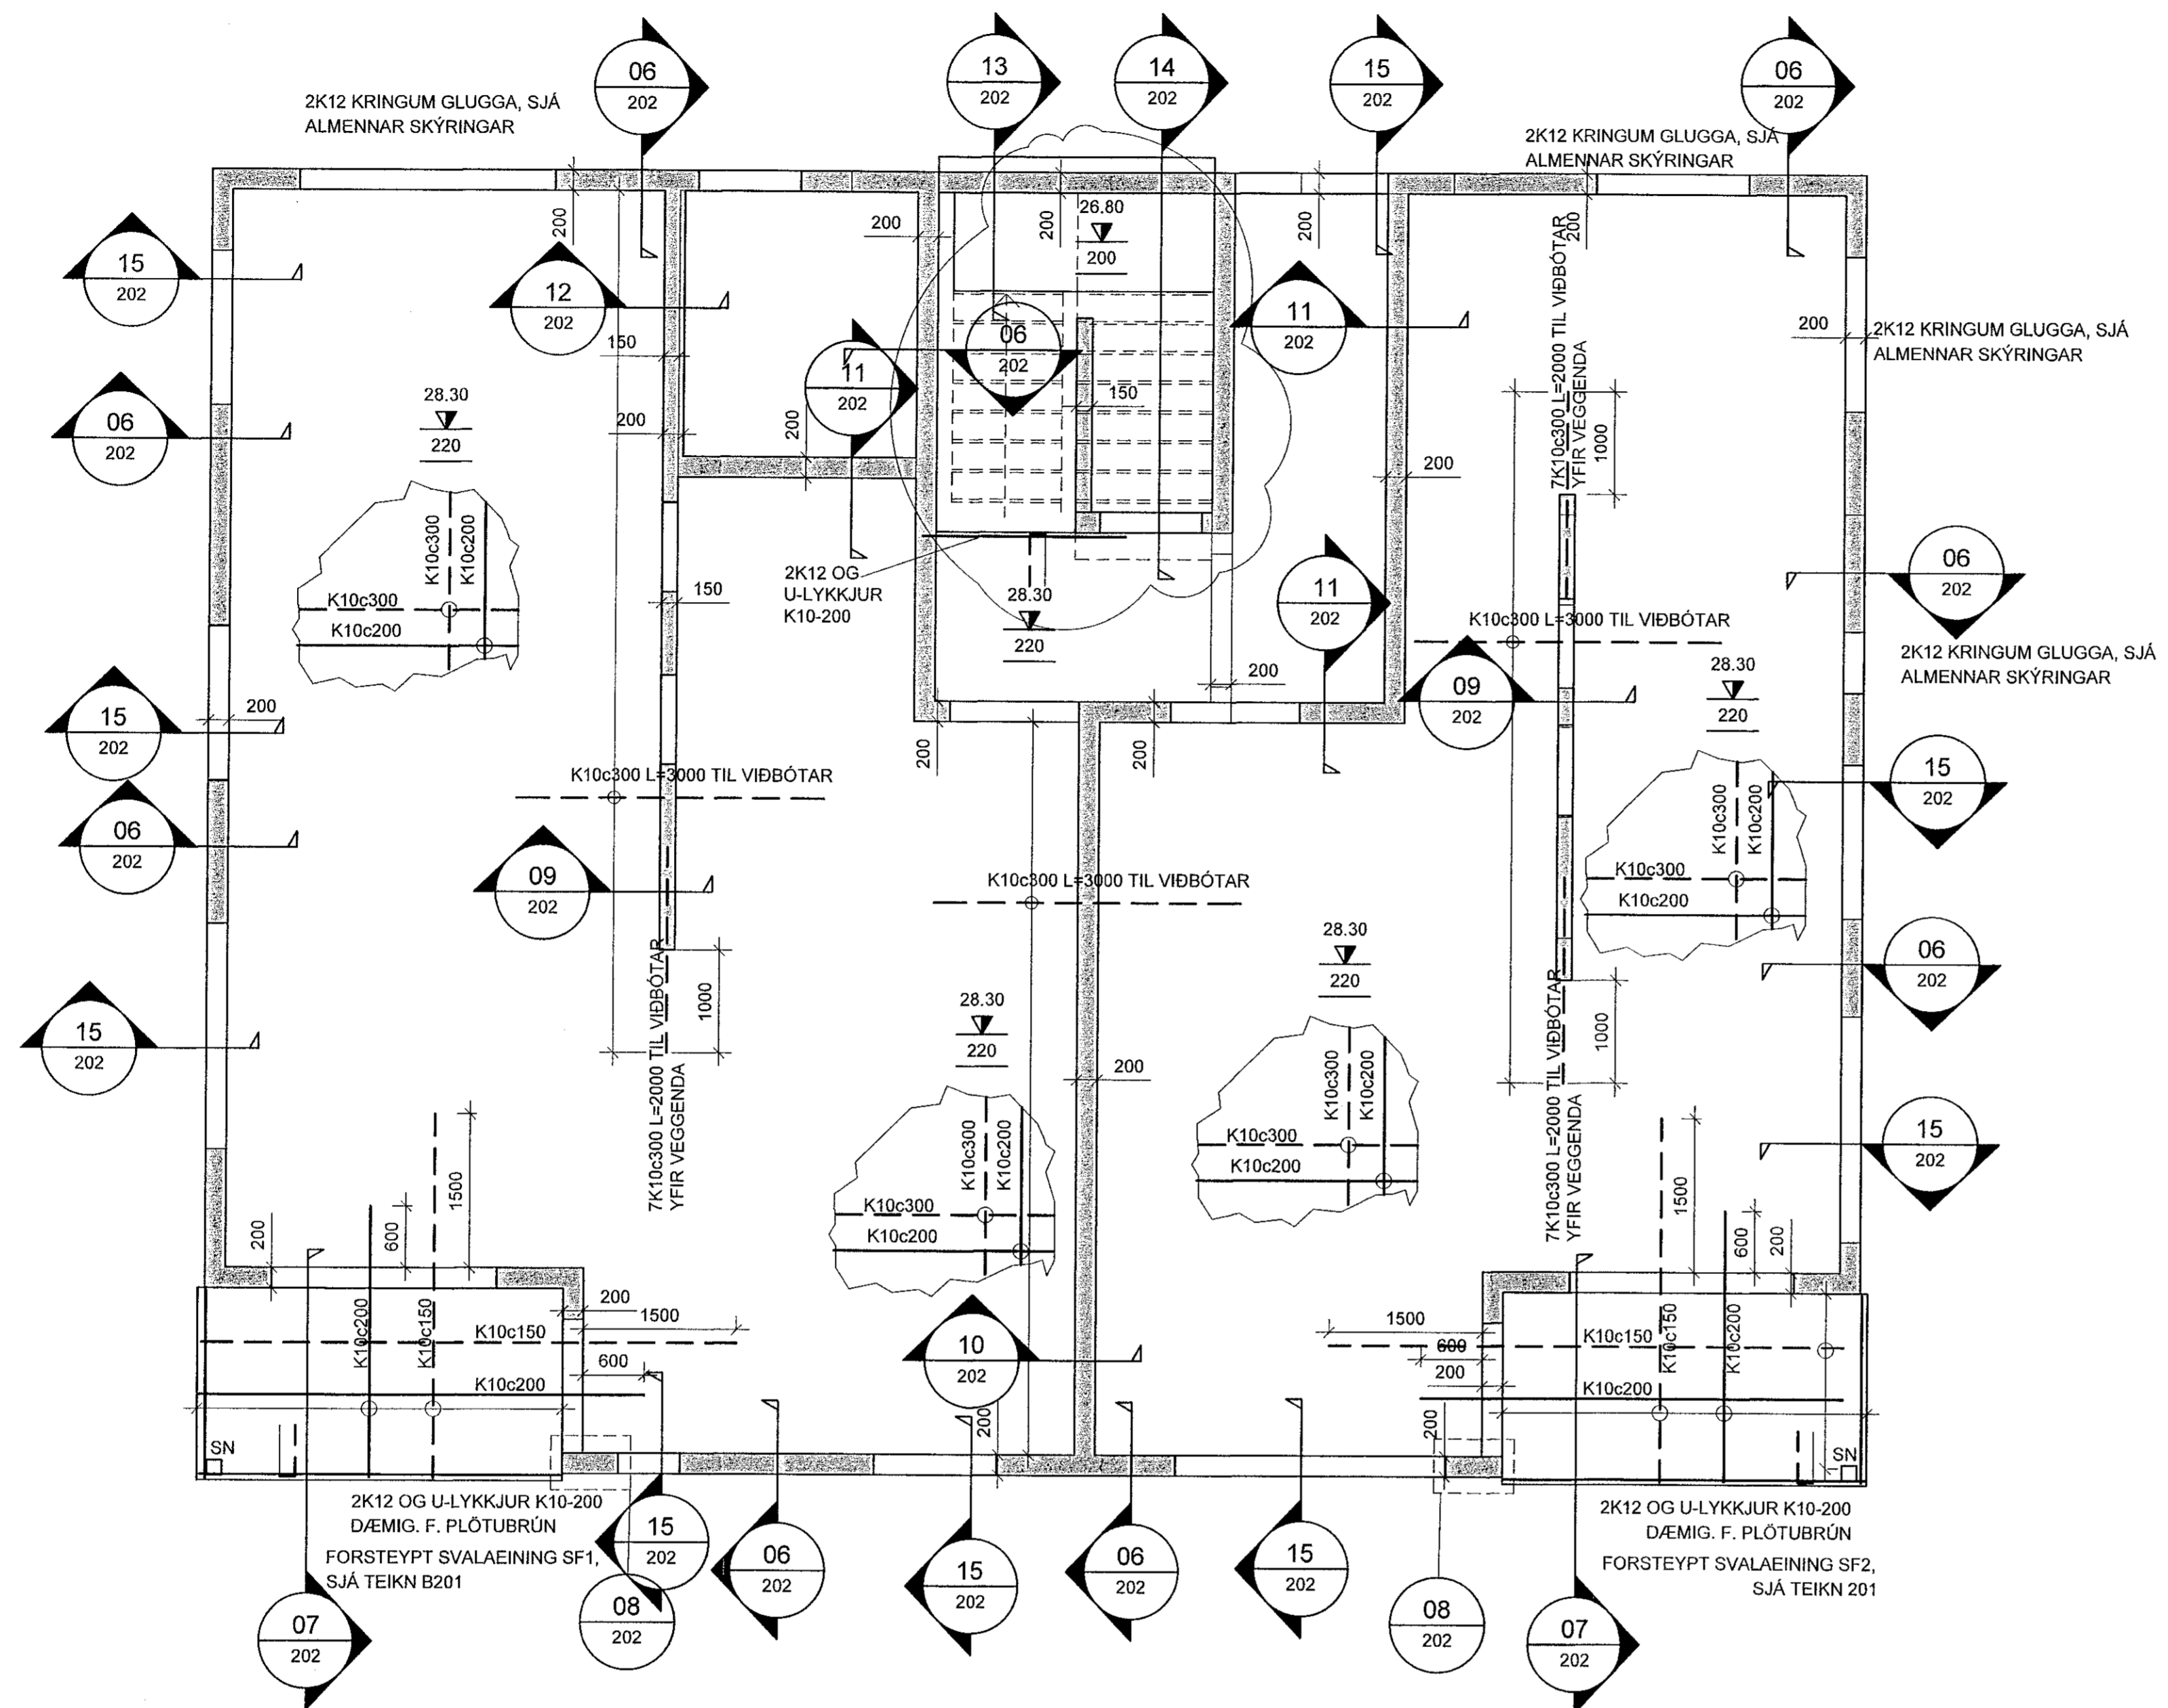 06
202
13
202
14
202
15
202
06
202
2K12 KRINGUM GLUGGA, SJÁ
ALMENNAR SKÝRINGAR
2K12 KRINGUM GLUGGA, SJÁ
ALMENNAR SKÝRINGAR
200
200
26.80
200
200
200
200
15
202
12
202
11
202
06
202
11
202
150
150
200
200
200
2K12 KRINGUM GLUGGA, SJÁ
ALMENNAR SKÝRINGAR
7K10c300 L=2000 TIL VIÐBÓTAR
YFIR VEGGENDA
1000
06
202
28.30
220
200
K10c300
K10c200
K10c300
K10c200
2K12 OG
U-LYKKJUR
K10-200
150
28.30
220
11
202
K10c300 L=3000 TIL VIÐBÓTAR
06
202
2K12 KRINGUM GLUGGA, SJÁ
ALMENNAR SKÝRINGAR
28.30
220
09
202
200
15
202
200
200
200
K10c300 L=3000 TIL VIÐBÓTAR
15
202
K10c300
K10c200
K10c300
K10c200
06
202
09
202
K10c300 L=3000 TIL VIÐBÓTAR
28.30
220
06
202
7K10c300 L=2000 TIL VIÐBÓTAR
YFIR VEGGENDA
1000
28.30
220
15
202
200
K10c300
K10c200
K10c300
K10c200
K10c300
K10c200
K10c300
K10c200
7K10c300 L=2000 TIL VIÐBÓTAR
YFIR VEGGENDA
1000
15
202
1500
600
200
1500
600
200
K10c200
K10c150
K10c150
K10c200
200
1500
600
10
202
200
1500
600
200
200
K10c150
K10c200
K10c150
K10c200
SN
SN
2K12 OG U-LYKKJUR K10-200
DÆMIG. F. PLÖTUBRÚN
FORSTEYPT SVALAEINING SF1,
SJÁ TEIKN B201
2K12 OG U-LYKKJUR K10-200
DÆMIG. F. PLÖTUBRÚN
FORSTEYPT SVALAEINING SF2,
SJÁ TEIKN 201
15
202
06
202
15
202
06
202
15
202
07
202
08
202
08
202
07
202